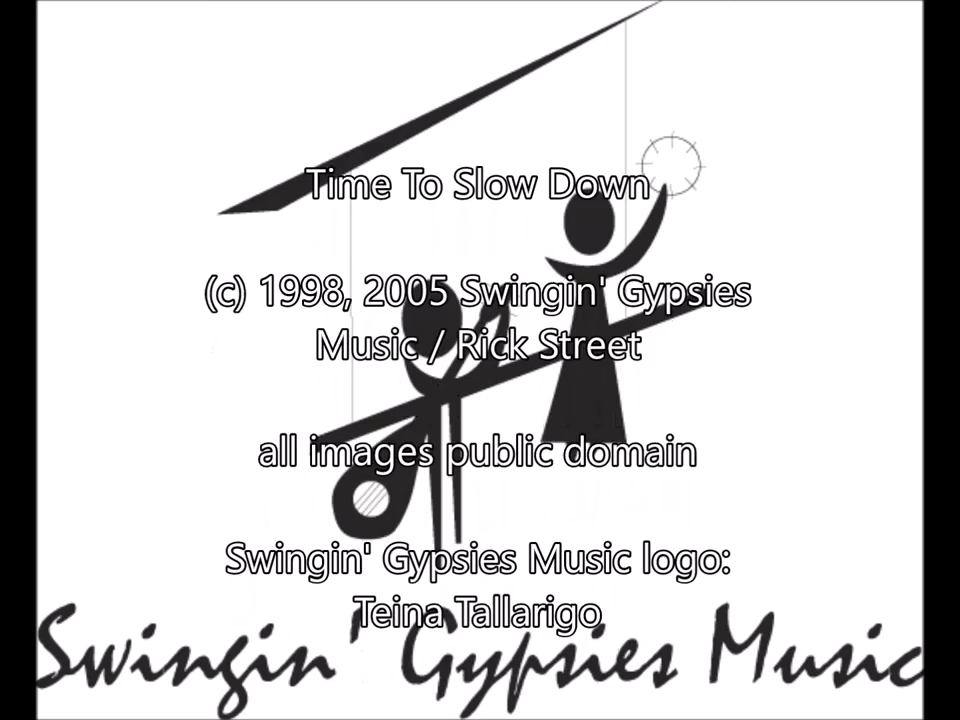 Time To Slow Down
(c) 1998, 2005 Swingin' Gypsies
Music / Rick Street
all images public domain
Swingin' Gypsies Music logo:
Teina Tallarigo
Swingin' Gypsies Music